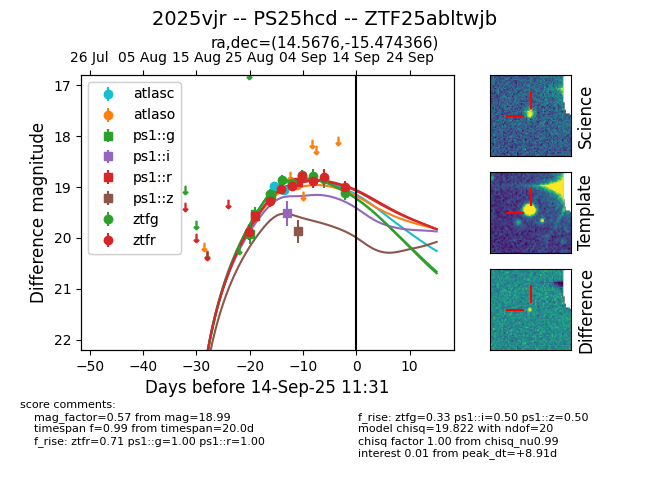 2025vjr -- PS25hcd -- ZTF25abltwjb
ra,dec=(14.5676,-15.474366)
26 Jul 05 Aug 15 Aug 25 Aug 04 Sep 14 Sep 24 Sep
17
18
19
20
21
22
Difference magnitude
atlasc
atlaso
ps1::g
ps1::i
ps1::r
ps1::z
ztfg
ztfr
−50 −40 −30 −20 −10 0 10
Days before 14-Sep-25 11:31
Science
Template
Difference
score comments:
mag_factor=0.57 from mag=18.99
timespan f=0.99 from timespan=20.0d
f_rise: ztfr=0.71 ps1::g=1.00 ps1::r=1.00
f_rise: ztfg=0.33 ps1::i=0.50 ps1::z=0.50
model chisq=19.822 with ndof=20
chisq factor 1.00 from chisq_nu0.99
interest 0.01 from peak_dt=+8.91d